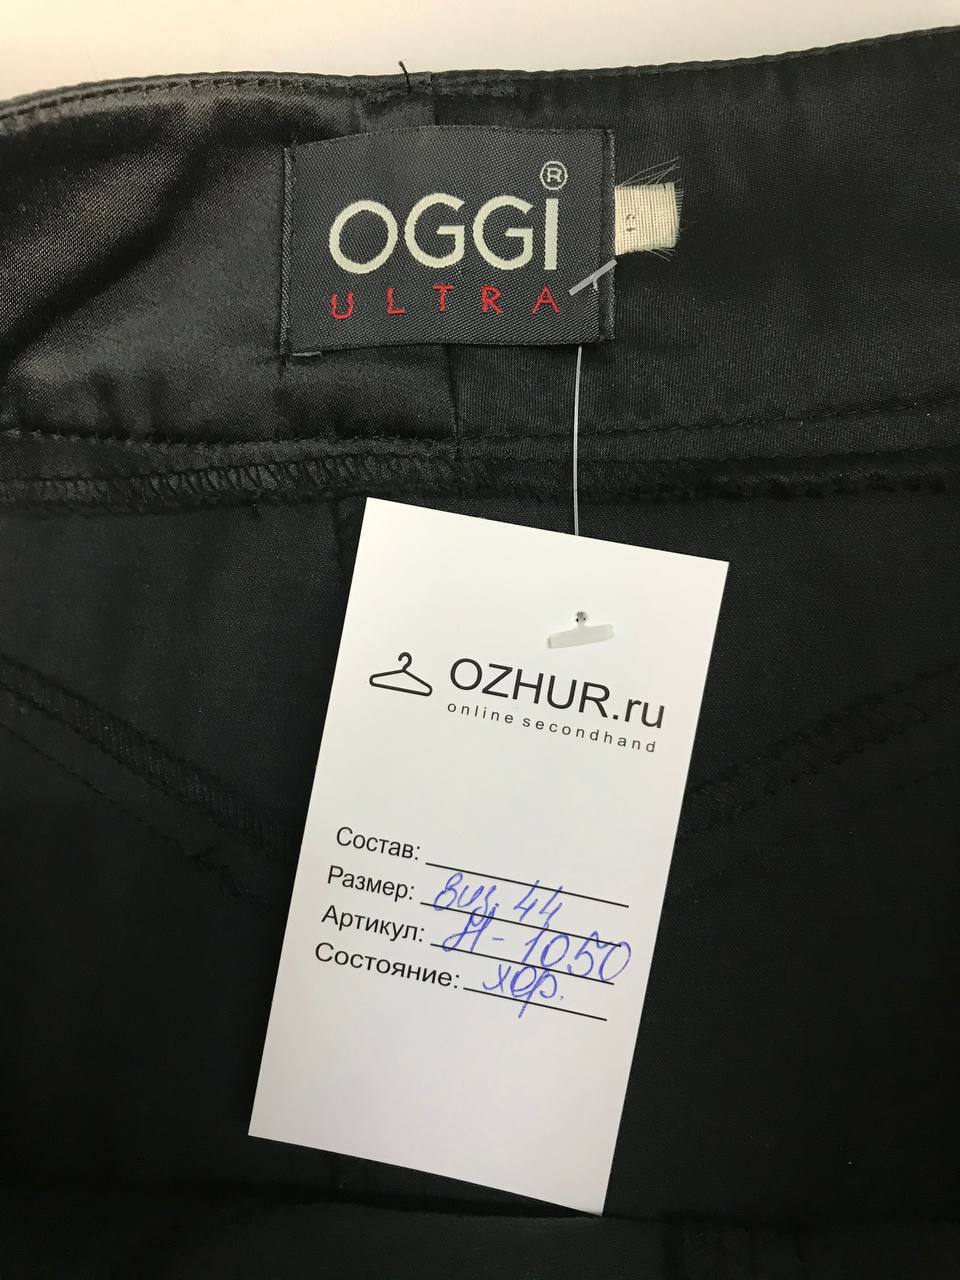 OGGI®
ULTRA
OZHUR.ru
online secondhand
Состав:
Размер: виз. 44
Артикул: Н-1050
Состояние: хор.